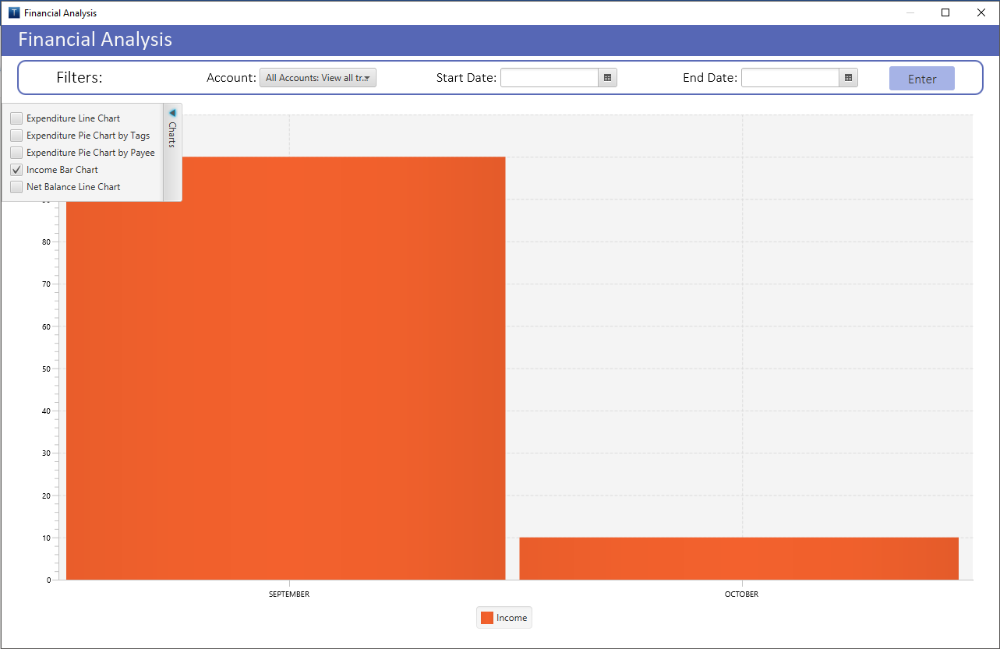 T Financial Analysis
Financial Analysis
Filters: Account: All Accounts: View all tr... Start Date: End Date: Enter
Expenditure Line Chart
Expenditure Pie Chart by Tags
Expenditure Pie Chart by Payee
Income Bar Chart
Net Balance Line Chart
Charts
80
70
60
50
40
30
20
10
0
SEPTEMBER OCTOBER
Income